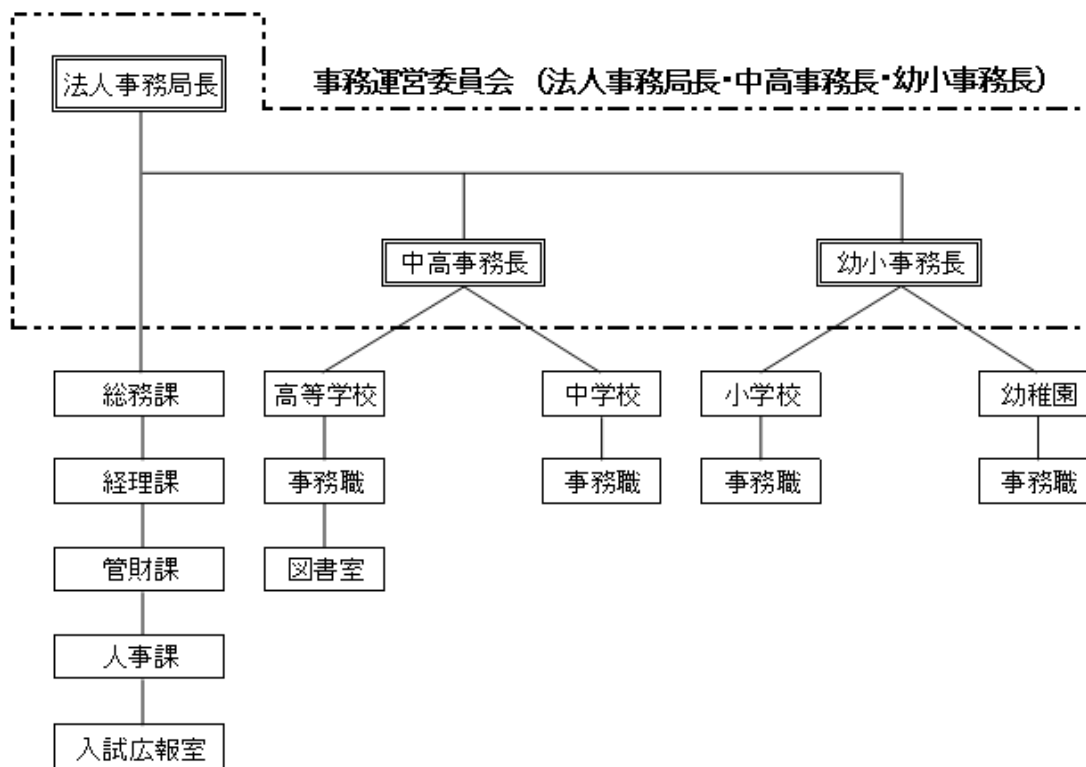 法人事務局長
事務運営委員会 (法人事務局長・中高事務長・幼小事務長)
中高事務長
幼小事務長
総務課
高等学校
中学校
小学校
幼稚園
経理課
事務職
事務職
事務職
事務職
管財課
図書室
人事課
入試広報室